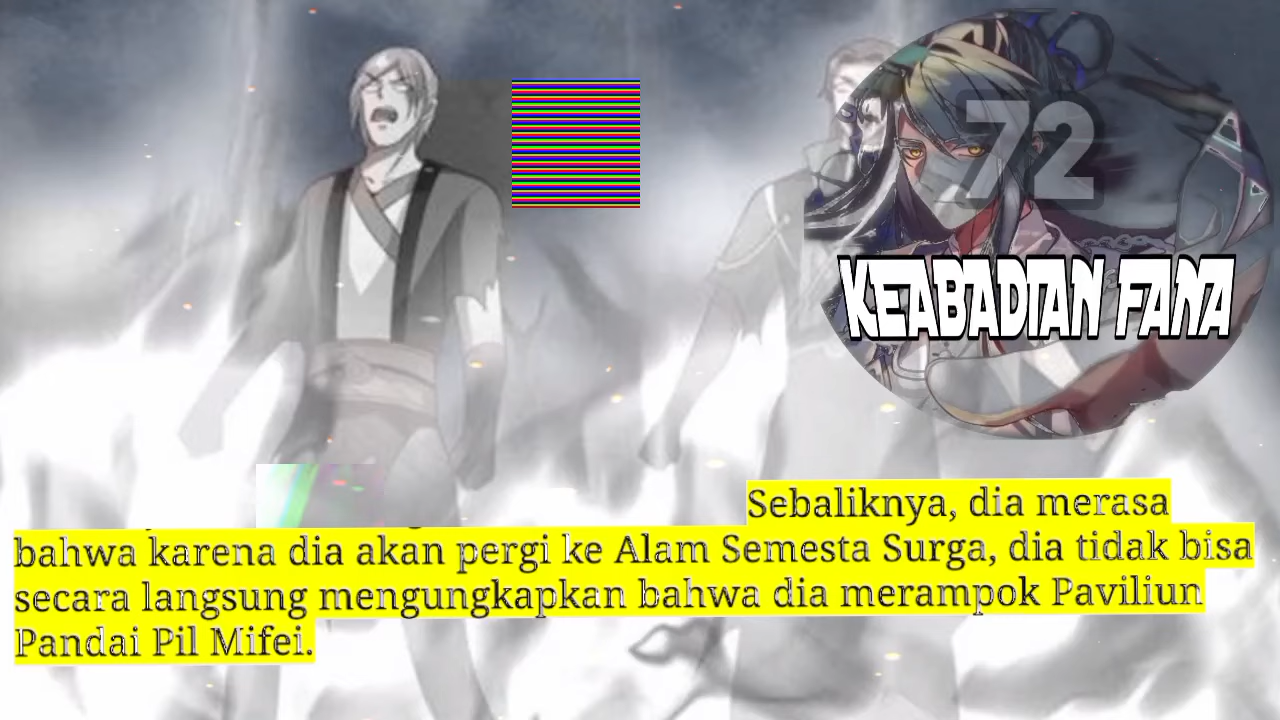 72
KEABADIAN FANA
Sebaliknya, dia merasa
bahwa karena dia akan pergi ke Alam Semesta Surga, dia tidak bisa
secara langsung mengungkapkan bahwa dia merampok Paviliun
Pandai Pil Mifei.